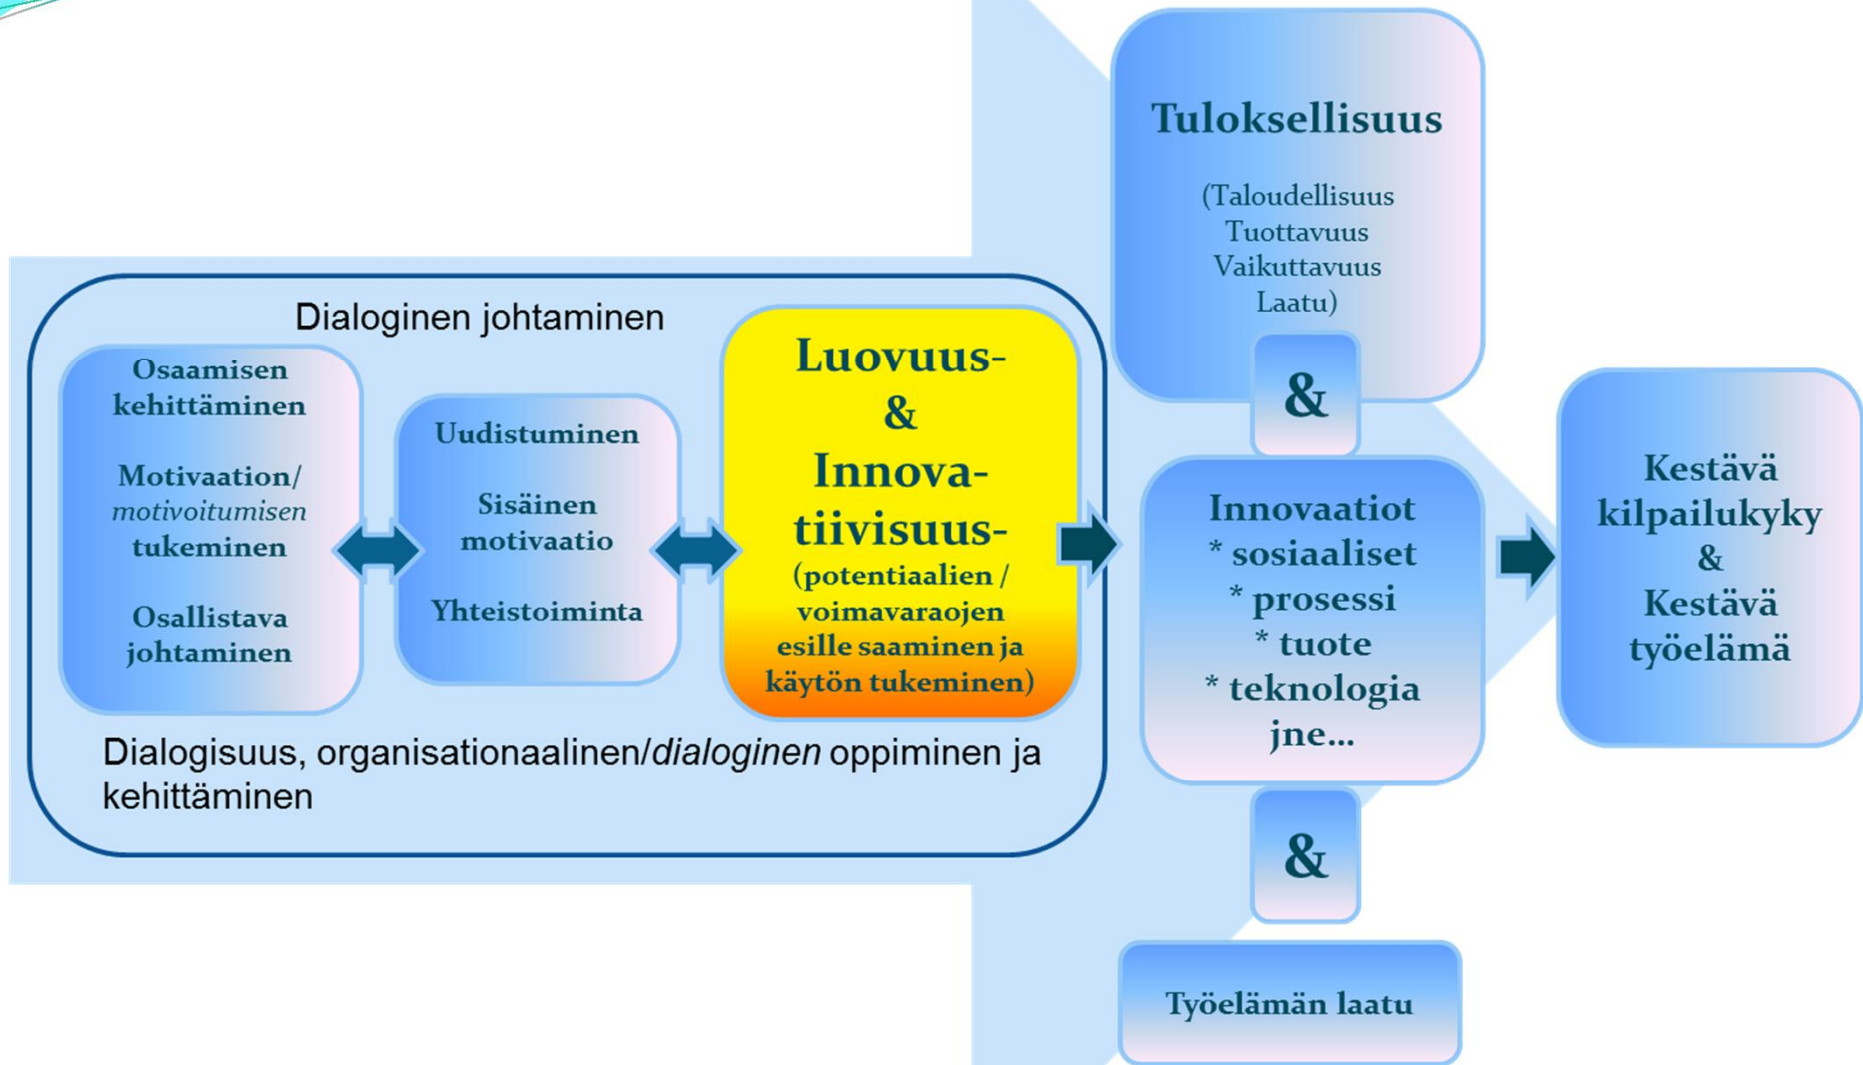 Dialoginen johtaminen
Osaamisen
kehittäminen
Motivaation/
motivoitumisen
tukeminen
Osallistava
johtaminen
Uudistuminen
Sisäinen
motivaatio
Yhteistoiminta
Luovuus-
&
Innova-
tiivisuus-
(potentiaalien /
voimavaraojen
esille saaminen ja
käytön tukeminen)
Dialogisuus, organisationaalinen/dialoginen oppiminen ja
kehittäminen
Tuloksellisuus
(Taloudellisuus
Tuottavuus
Vaikuttavuus
Laatu)
&
Innovaatiot
* sosiaaliset
* prosessi
* tuote
* teknologia
jne...
&
Työelämän laatu
Kestävä
kilpailukyky
&
Kestävä
työelämä